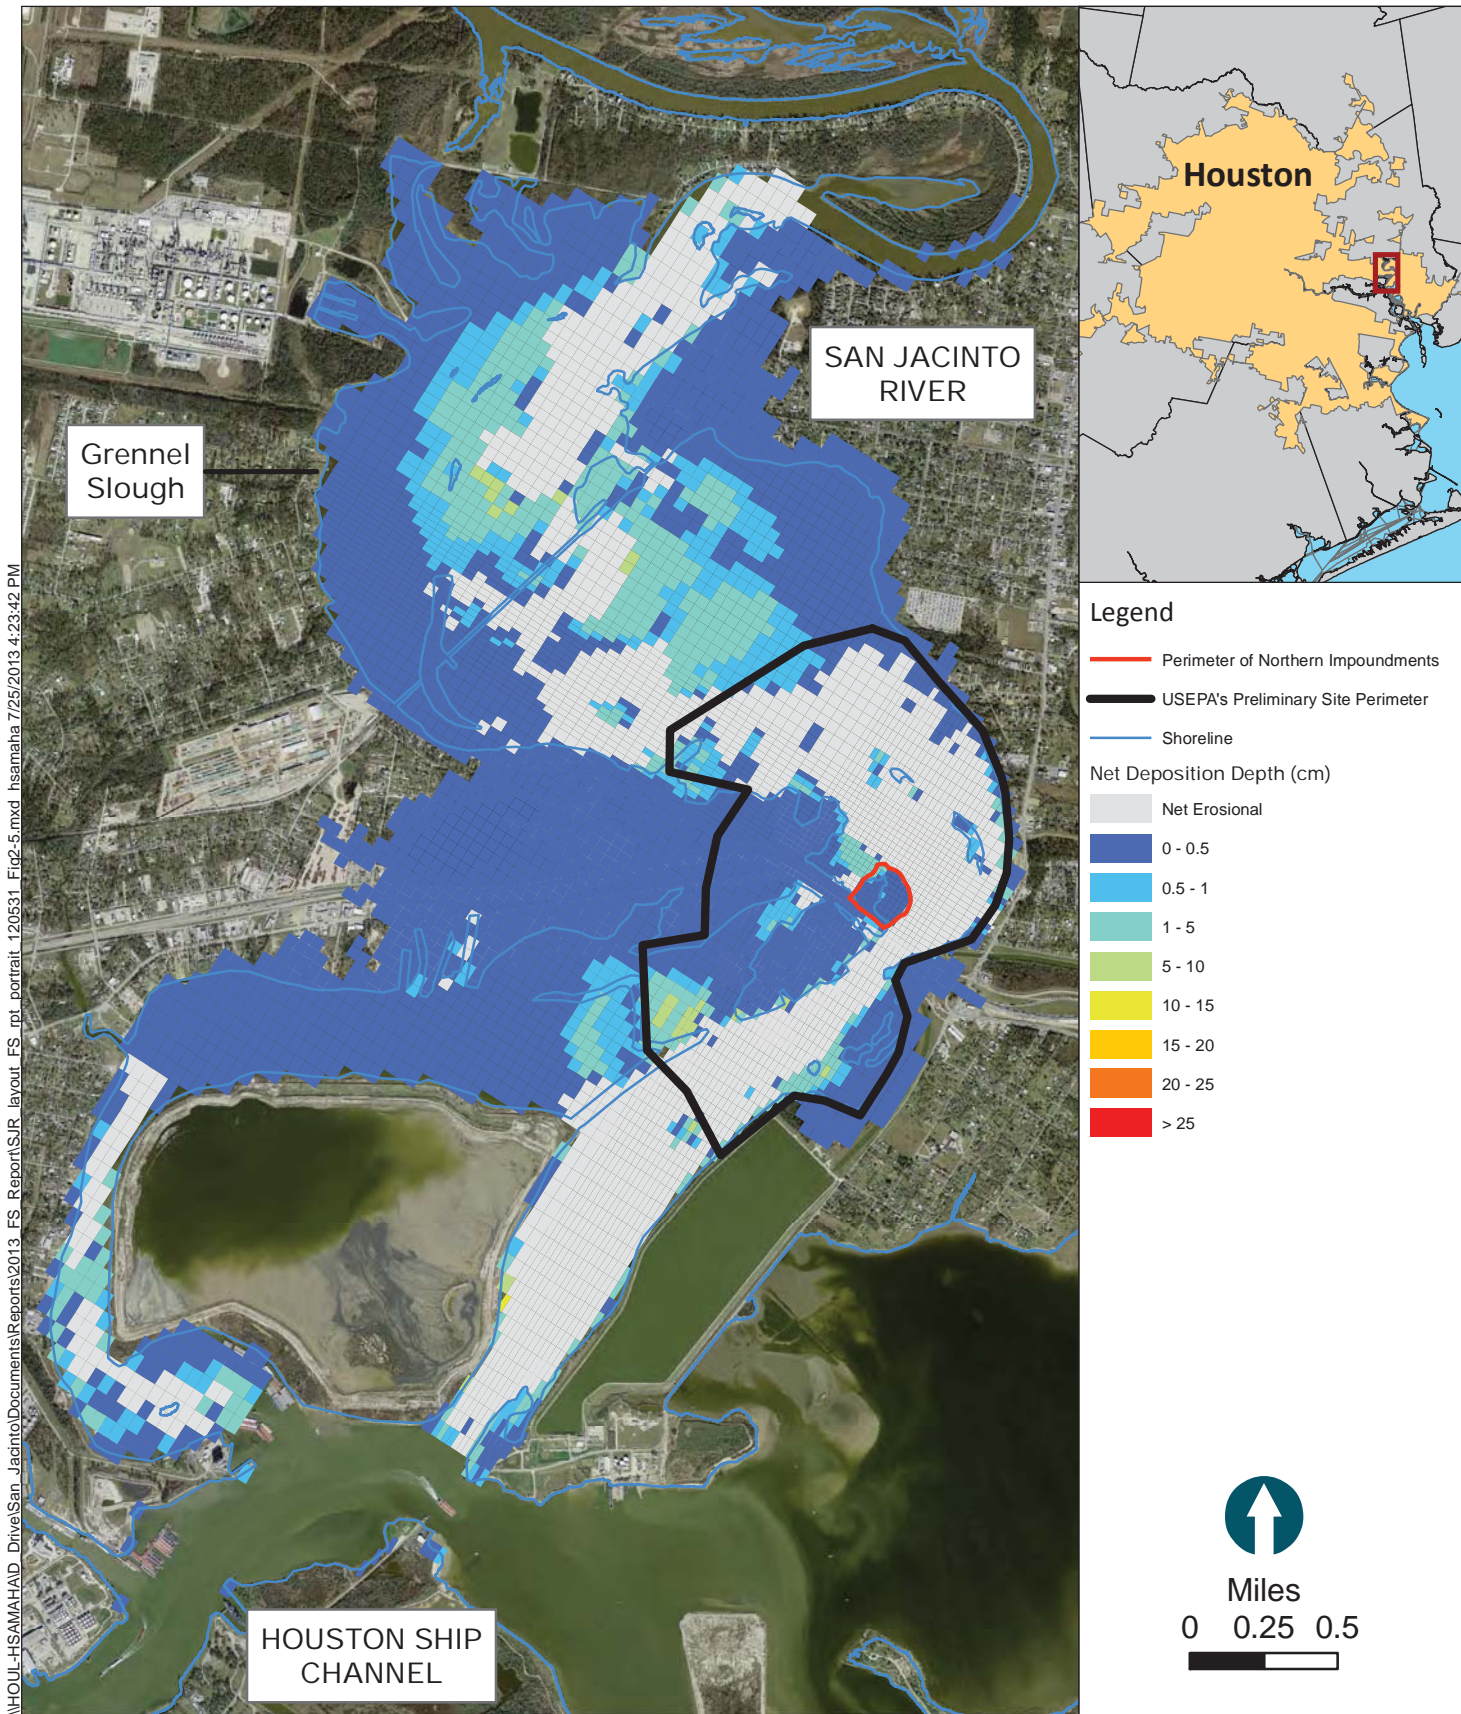 \\HOUL-HSAMAHA\D_Drive\San_Jacinto\Documents\Reports\2013_FS_Report\SJR_layout_FS_rpt_portrait_120531_Fig2-5.mxd hsamaha 7/25/2013 4:23:42 PM
Grennel
Slough
SAN JACINTO
RIVER
HOUSTON SHIP
CHANNEL
Houston
Legend
Perimeter of Northern Impoundments
USEPA's Preliminary Site Perimeter
Shoreline
Net Deposition Depth (cm)
Net Erosional
0 - 0.5
0.5 - 1
1 - 5
5 - 10
10 - 15
15 - 20
20 - 25
> 25
Miles
0 0.25 0.5